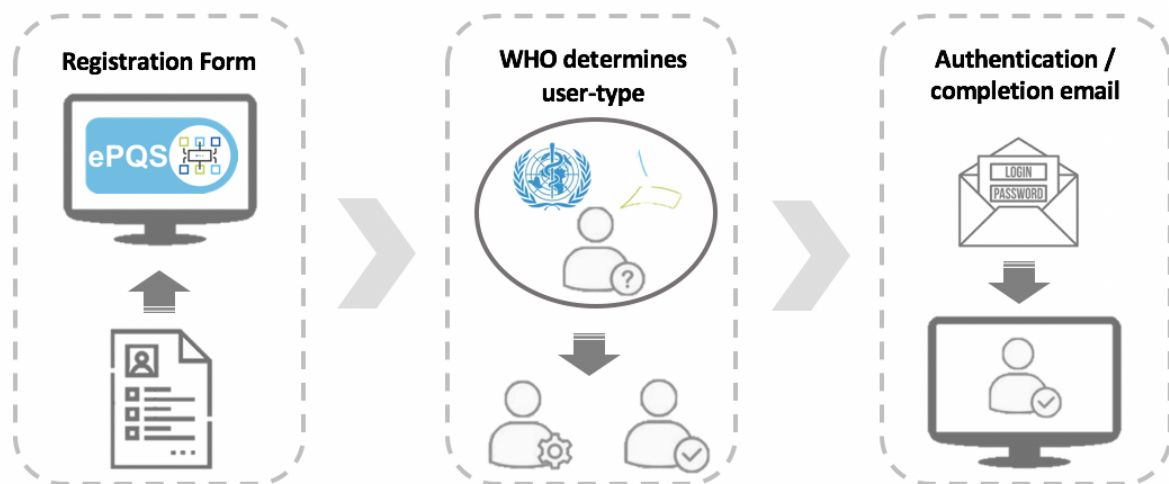 Registration Form
ePQS
WHO determines
user-type
?
Authentication /
completion email
LOGIN
PASSWORD